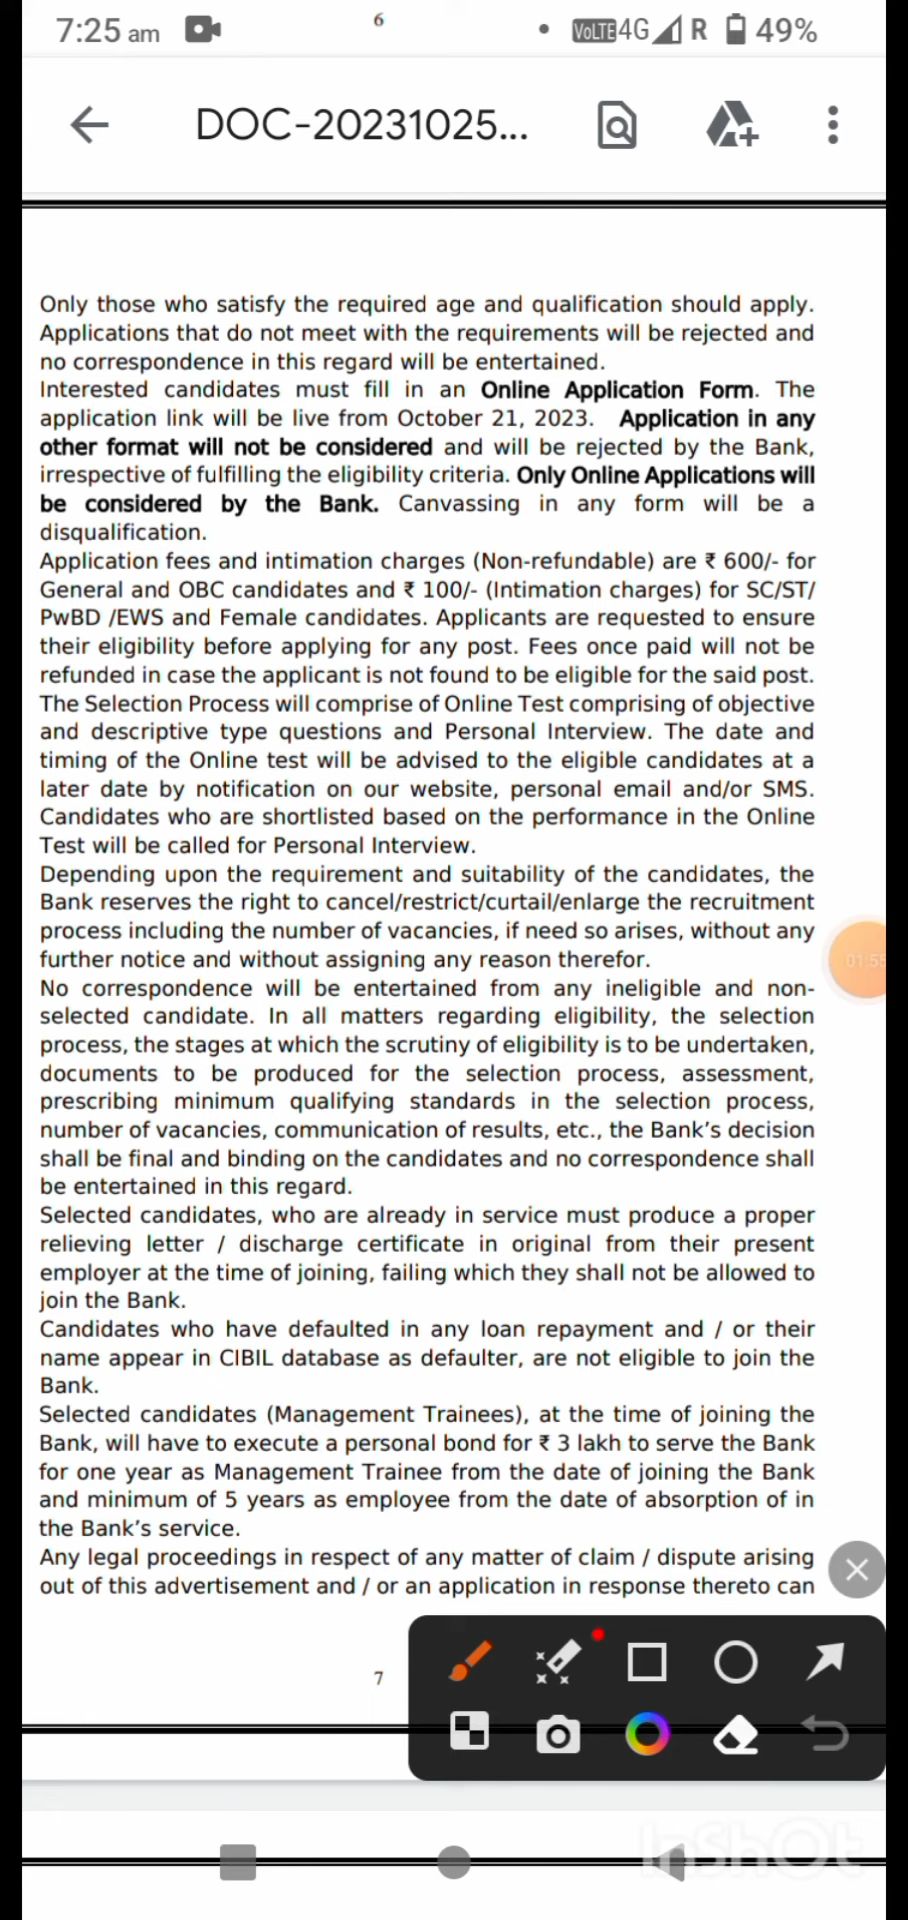 7:25 am
6
VoLTE 4G R 49%
DOC-20231025...
Only those who satisfy the required age and qualification should apply.
Applications that do not meet with the requirements will be rejected and
no correspondence in this regard will be entertained.
Interested candidates must fill in an Online Application Form. The
application link will be live from October 21, 2023. Application in any
other format will not be considered and will be rejected by the Bank,
irrespective of fulfilling the eligibility criteria. Only Online Applications will
be considered by the Bank. Canvassing in any form will be a
disqualification.
Application fees and intimation charges (Non-refundable) are ₹ 600/- for
General and OBC candidates and ₹ 100/- (Intimation charges) for SC/ST/
PwBD /EWS and Female candidates. Applicants are requested to ensure
their eligibility before applying for any post. Fees once paid will not be
refunded in case the applicant is not found to be eligible for the said post.
The Selection Process will comprise of Online Test comprising of objective
and descriptive type questions and Personal Interview. The date and
timing of the Online test will be advised to the eligible candidates at a
later date by notification on our website, personal email and/or SMS.
Candidates who are shortlisted based on the performance in the Online
Test will be called for Personal Interview.
Depending upon the requirement and suitability of the candidates, the
Bank reserves the right to cancel/restrict/curtail/enlarge the recruitment
process including the number of vacancies, if need so arises, without any
further notice and without assigning any reason therefor.
01:55
No correspondence will be entertained from any ineligible and non-
selected candidate. In all matters regarding eligibility, the selection
process, the stages at which the scrutiny of eligibility is to be undertaken,
documents to be produced for the selection process, assessment,
prescribing minimum qualifying standards in the selection process,
number of vacancies, communication of results, etc., the Bank's decision
shall be final and binding on the candidates and no correspondence shall
be entertained in this regard.
Selected candidates, who are already in service must produce a proper
relieving letter / discharge certificate in original from their present
employer at the time of joining, failing which they shall not be allowed to
join the Bank.
Candidates who have defaulted in any loan repayment and / or their
name appear in CIBIL database as defaulter, are not eligible to join the
Bank.
Selected candidates (Management Trainees), at the time of joining the
Bank, will have to execute a personal bond for ₹ 3 lakh to serve the Bank
for one year as Management Trainee from the date of joining the Bank
and minimum of 5 years as employee from the date of absorption of in
the Bank's service.
Any legal proceedings in respect of any matter of claim / dispute arising
out of this advertisement and / or an application in response thereto can
7
InShOt